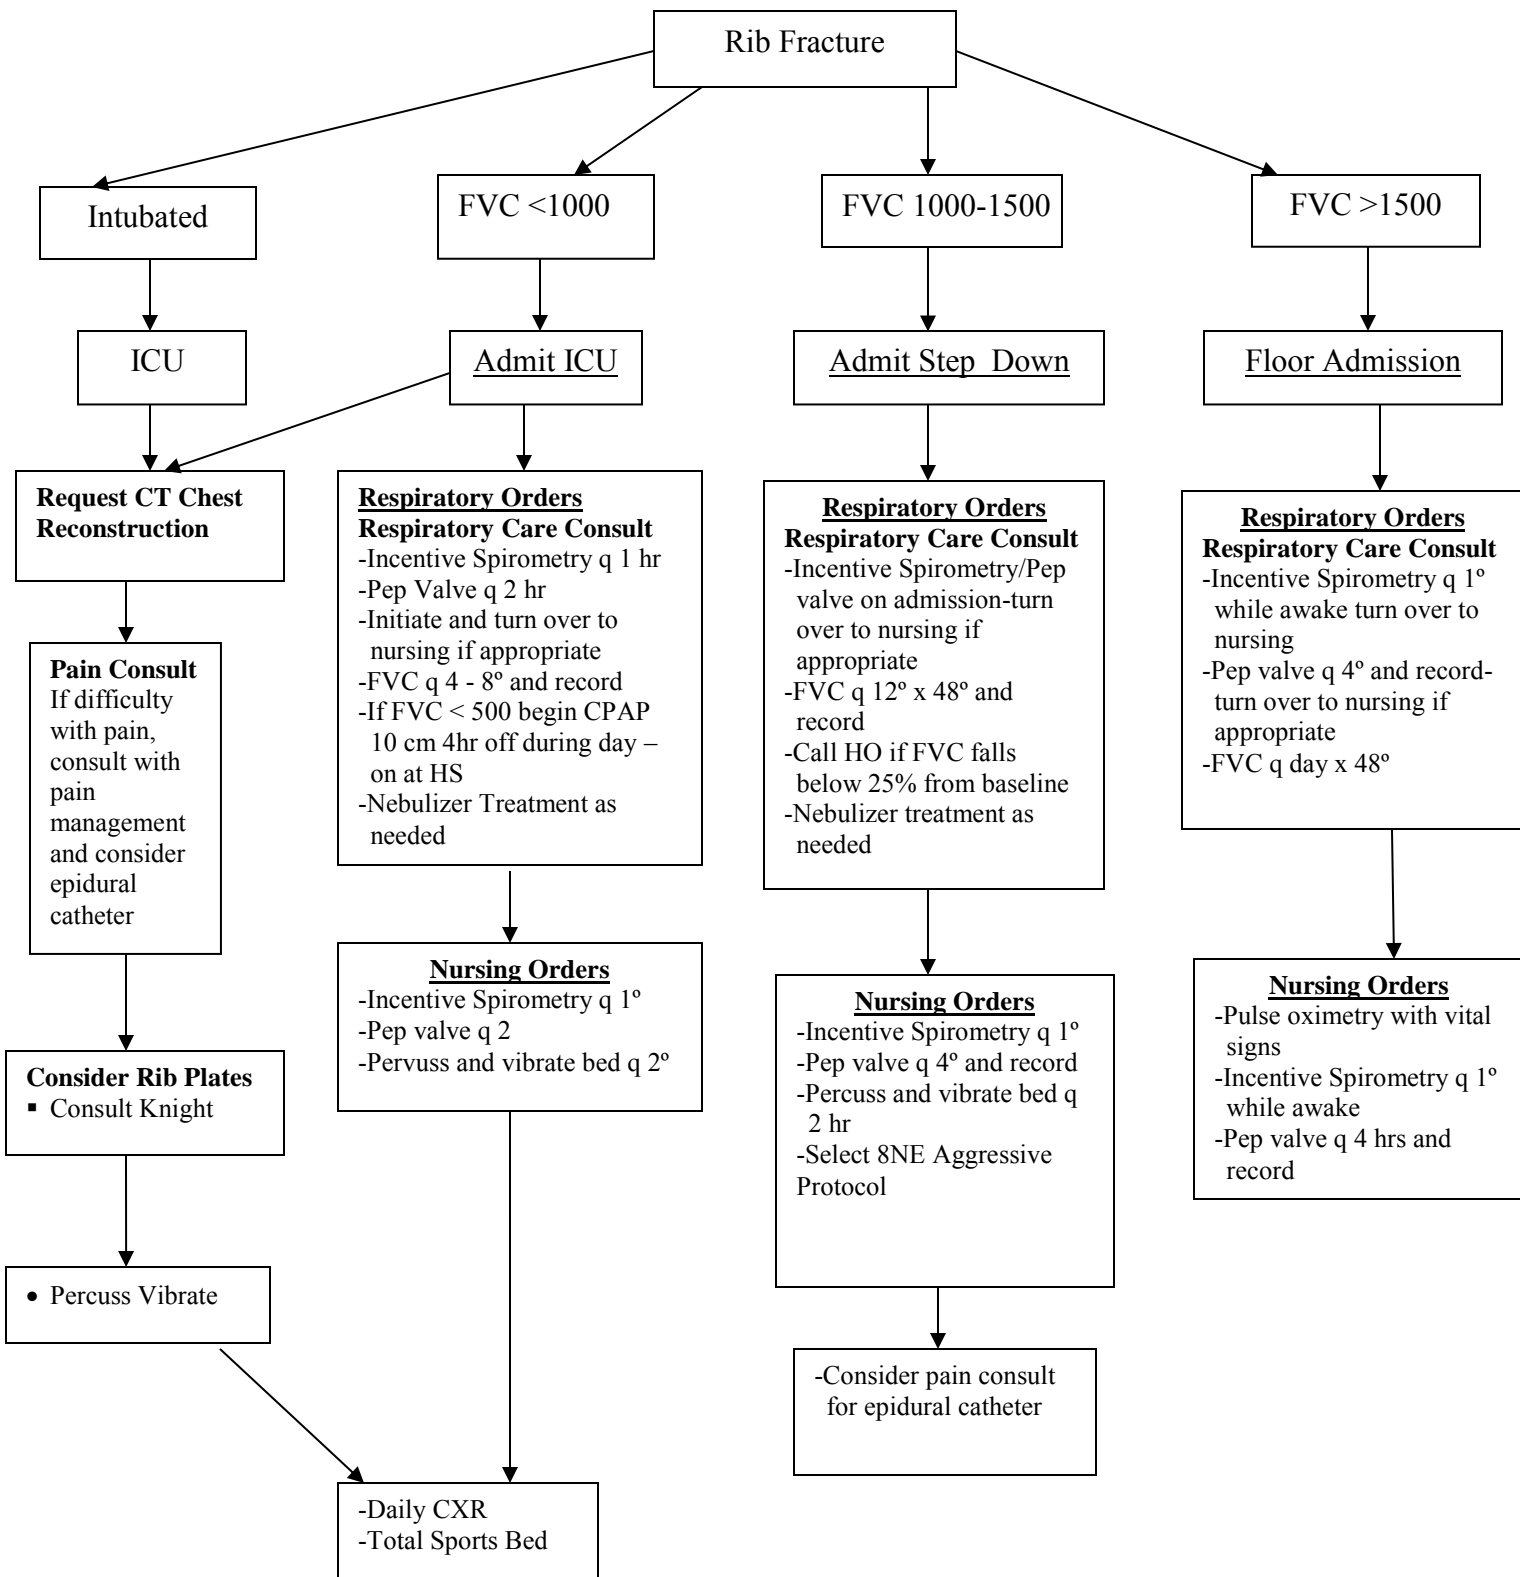 Rib Fracture
Intubated
FVC <1000
FVC 1000-1500
FVC >1500
ICU
Admit ICU
Admit Step  Down
Floor Admission
Request CT Chest
Reconstruction
Pain Consult
If difficulty
with pain,
consult with
pain
management
and consider
epidural
catheter
Consider Rib Plates
▪ Consult Knight
• Percuss Vibrate
Respiratory Orders
Respiratory Care Consult
-Incentive Spirometry q 1 hr
-Pep Valve q 2 hr
-Initiate and turn over to
nursing if appropriate
-FVC q 4 - 8º and record
-If FVC < 500 begin CPAP
10 cm 4hr off during day –
on at HS
-Nebulizer Treatment as
needed
Nursing Orders
-Incentive Spirometry q 1º
-Pep valve q 2
-Pervuss and vibrate bed q 2º
-Daily CXR
-Total Sports Bed
Respiratory Orders
Respiratory Care Consult
-Incentive Spirometry/Pep
valve on admission-turn
over to nursing if
appropriate
-FVC q 12º x 48º and
record
-Call HO if FVC falls
below 25% from baseline
-Nebulizer treatment as
needed
Nursing Orders
-Incentive Spirometry q 1º
-Pep valve q 4º and record
-Percuss and vibrate bed q
2 hr
-Select 8NE Aggressive
Protocol
-Consider pain consult
for epidural catheter
Respiratory Orders
Respiratory Care Consult
-Incentive Spirometry q 1º
while awake turn over to
nursing
-Pep valve q 4º and record-
turn over to nursing if
appropriate
-FVC q day x 48º
Nursing Orders
-Pulse oximetry with vital
signs
-Incentive Spirometry q 1º
while awake
-Pep valve q 4 hrs and
record